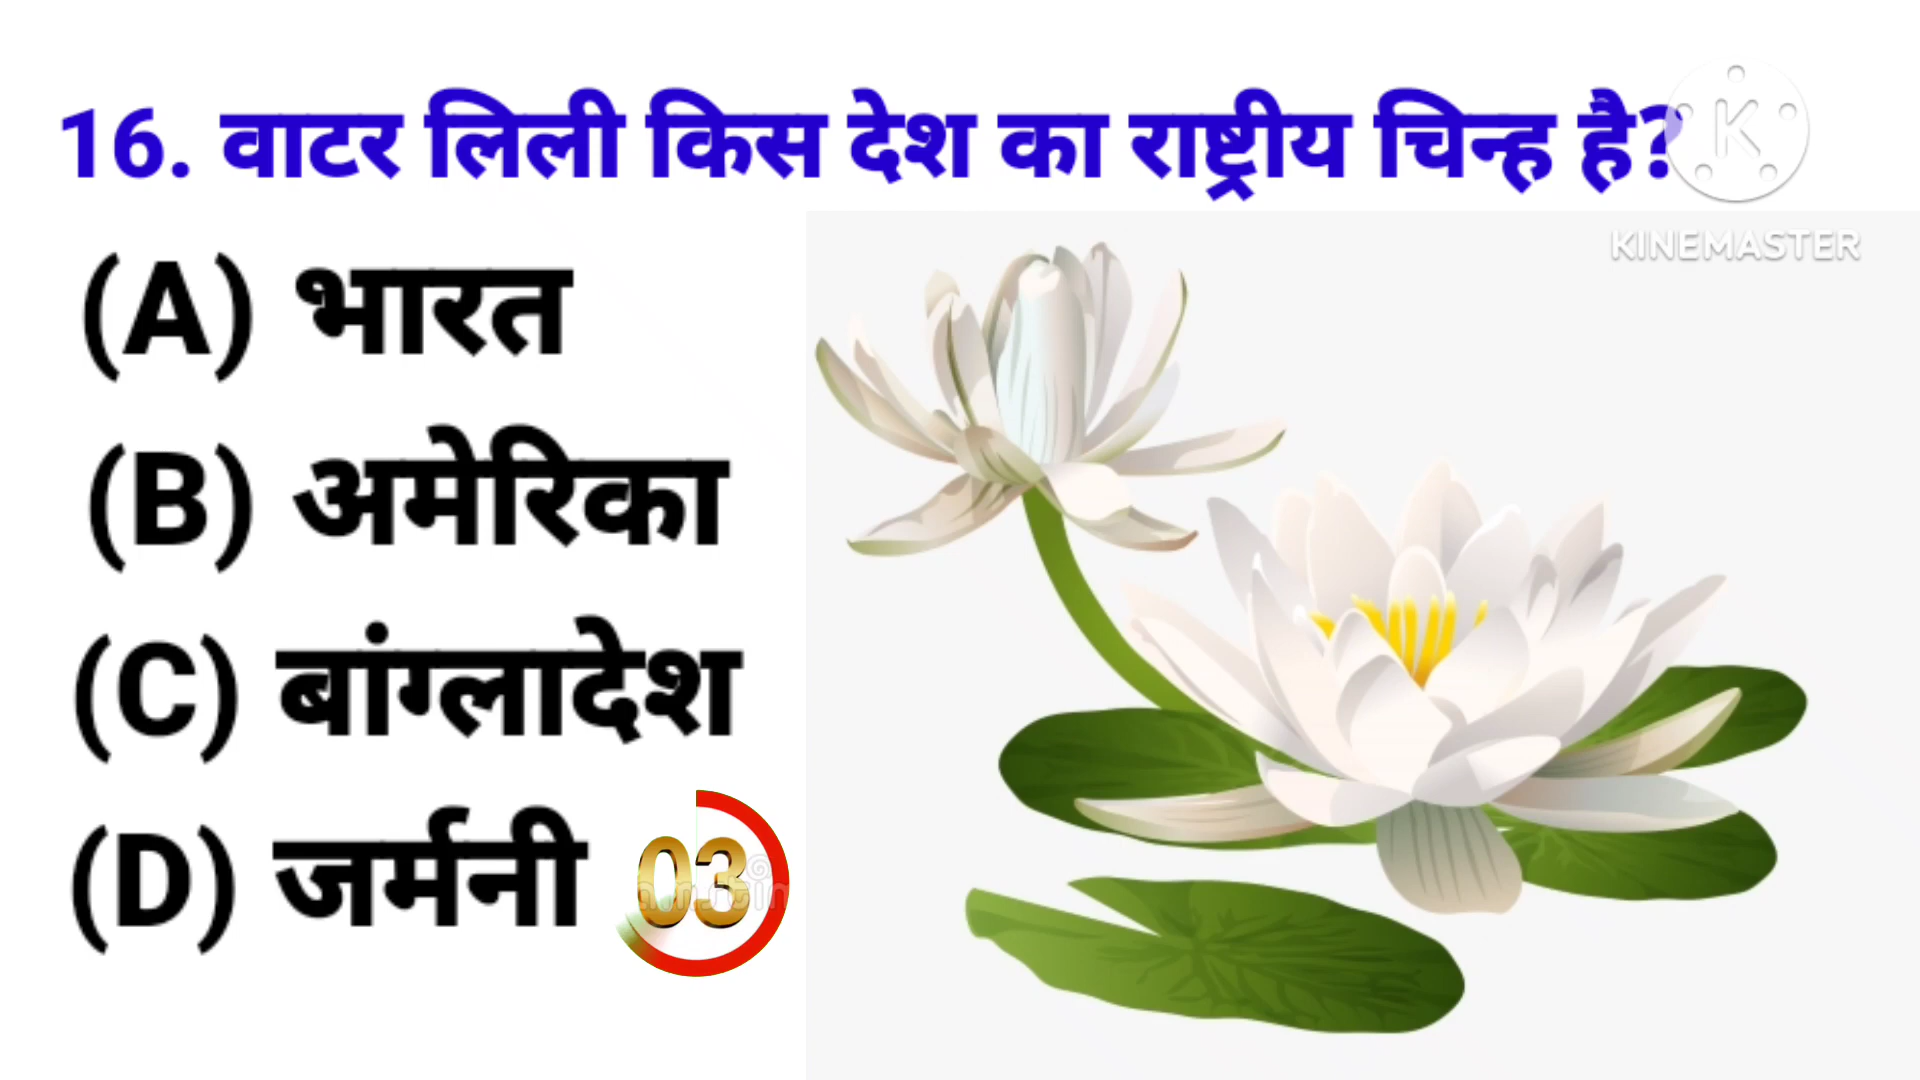 16. वाटर लिली किस देश का राष्ट्रीय चिन्ह है?
K
KINEMASTER
(A) भारत
(B) अमेरिका
(C) बांग्लादेश
(D) जर्मनी
03